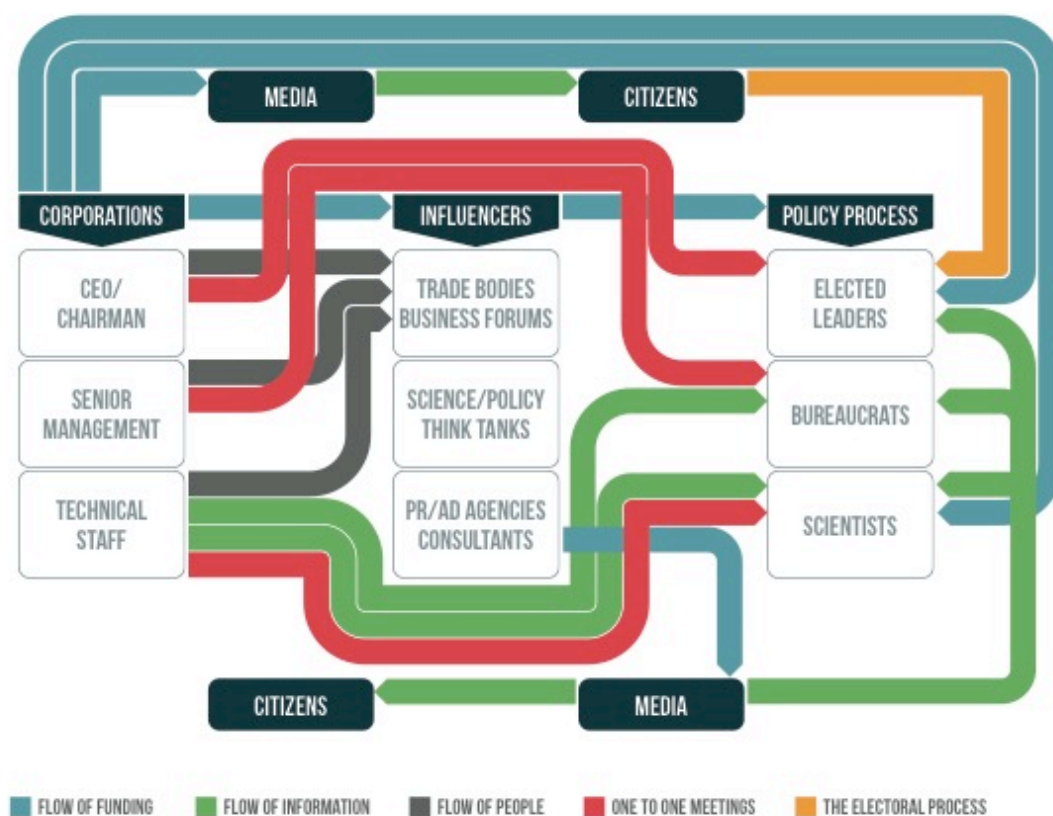 MEDIA
CITIZENS
CORPORATIONS
INFLUENCERS
POLICY PROCESS
CEO/
CHAIRMAN
TRADE BODIES
BUSINESS FORUMS
ELECTED
LEADERS
SENIOR
MANAGEMENT
SCIENCE/POLICY
THINK TANKS
BUREAUCRATS
TECHNICAL
STAFF
PR/AD AGENCIES
CONSULTANTS
SCIENTISTS
CITIZENS
MEDIA
FLOW OF FUNDING
FLOW OF INFORMATION
FLOW OF PEOPLE
ONE TO ONE MEETINGS
THE ELECTORAL PROCESS